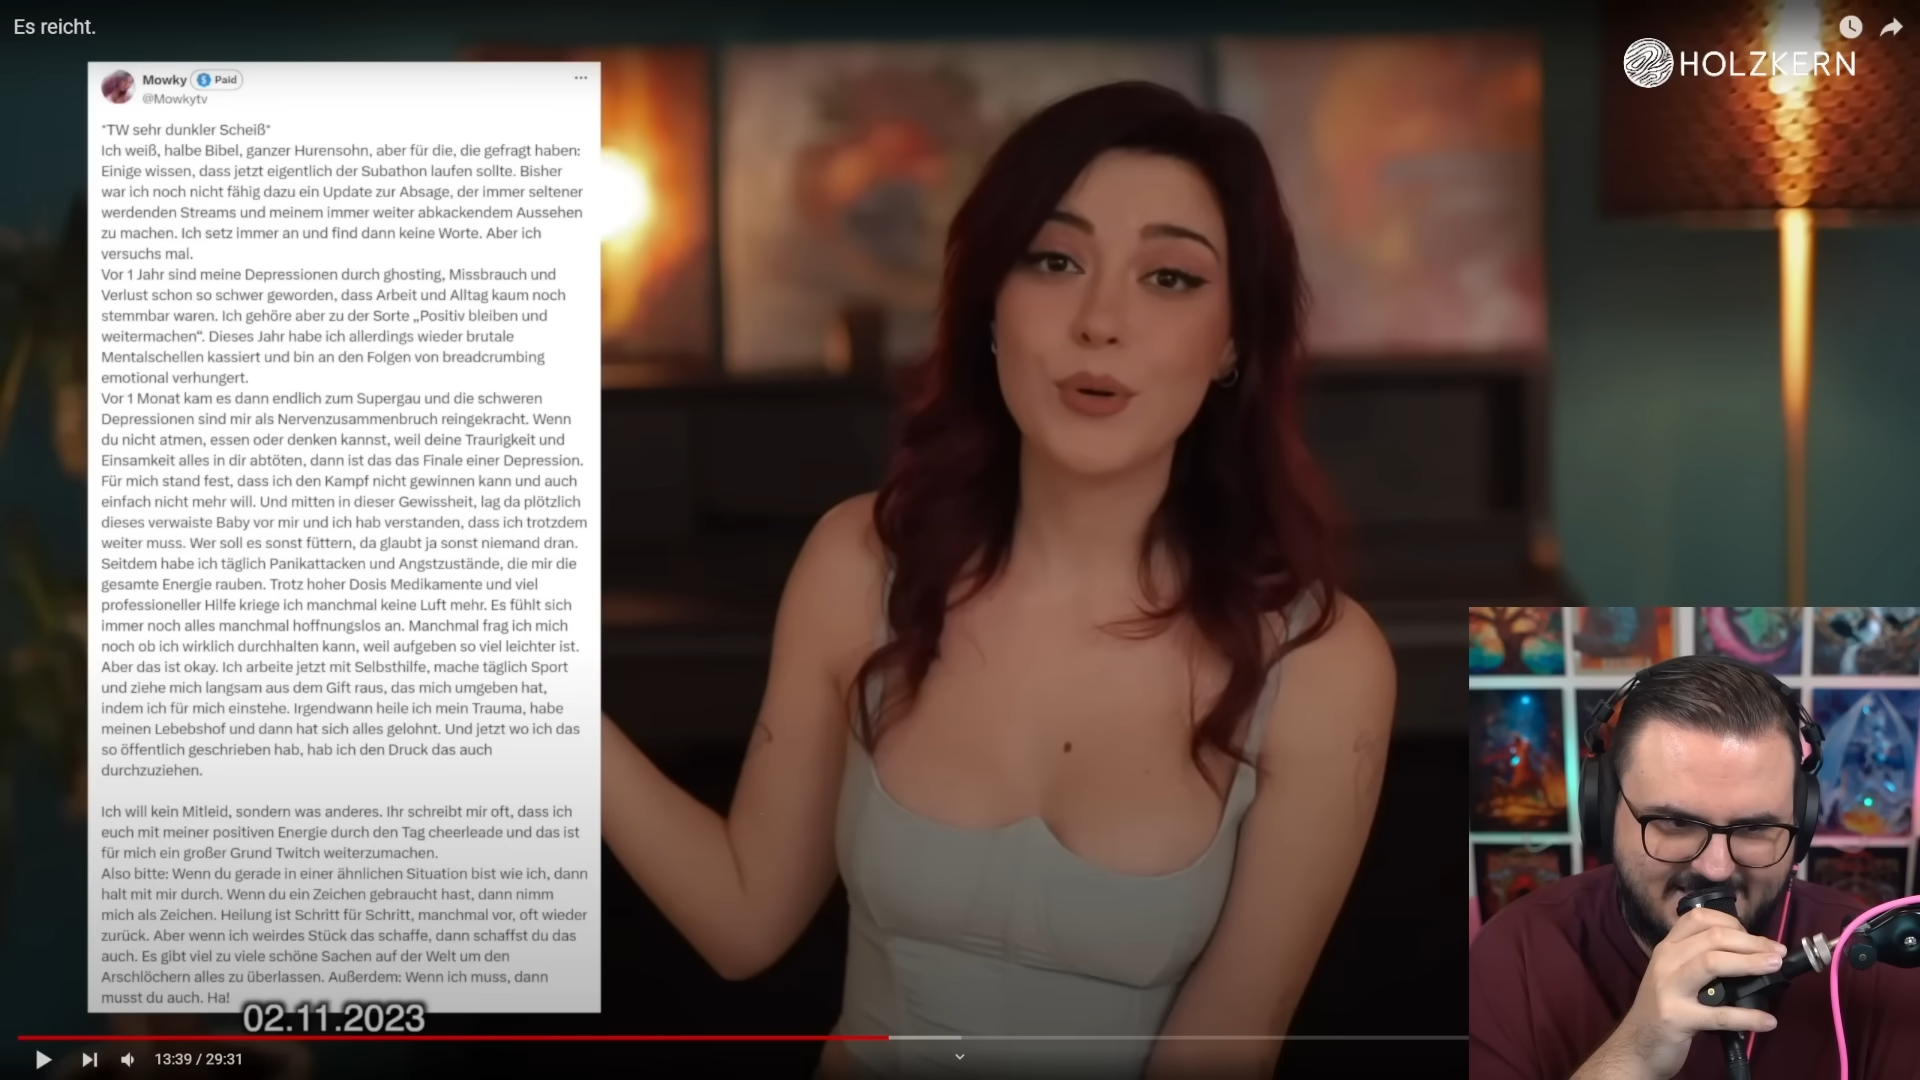 Es reicht.
HOLZKERN
Mowky Paid
@Mowkytv
*TW sehr dunkler Scheiß*
Ich weiß, halbe Bibel, ganzer Hurensohn, aber für die, die gefragt haben:
Einige wissen, dass jetzt eigentlich der Subathon laufen sollte. Bisher
war ich noch nicht fähig dazu ein Update zur Absage, der immer seltener
werdenden Streams und meinem immer weiter abkackendem Aussehen
zu machen. Ich setz immer an und find dann keine Worte. Aber ich
versuchs mal.
Vor 1 Jahr sind meine Depressionen durch ghosting, Missbrauch und
Verlust schon so schwer geworden, dass Arbeit und Alltag kaum noch
stemmbar waren. Ich gehöre aber zu der Sorte „Positiv bleiben und
weitermachen“. Dieses Jahr habe ich allerdings wieder brutale
Mentalschellen kassiert und bin an den Folgen von breadcrumbing
emotional verhungert.
Vor 1 Monat kam es dann endlich zum Supergau und die schweren
Depressionen sind mir als Nervenzusammenbruch reingekracht. Wenn
du nicht atmen, essen oder denken kannst, weil deine Traurigkeit und
Einsamkeit alles in dir abtöten, dann ist das das Finale einer Depression.
Für mich stand fest, dass ich den Kampf nicht gewinnen kann und auch
einfach nicht mehr will. Und mitten in dieser Gewissheit, lag da plötzlich
dieses verwaiste Baby vor mir und ich hab verstanden, dass ich trotzdem
weiter muss. Wer soll es sonst füttern, da glaubt ja sonst niemand dran.
Seitdem habe ich täglich Panikattacken und Angstzustände, die mir die
gesamte Energie rauben. Trotz hoher Dosis Medikamente und viel
professioneller Hilfe kriege ich manchmal keine Luft mehr. Es fühlt sich
immer noch alles manchmal hoffnungslos an. Manchmal frag ich mich
noch ob ich wirklich durchhalten kann, weil aufgeben so viel leichter ist.
Aber das ist okay. Ich arbeite jetzt mit Selbsthilfe, mache täglich Sport
und ziehe mich langsam aus dem Gift raus, das mich umgeben hat,
indem ich für mich einstehe. Irgendwann heile ich mein Trauma, habe
meinen Lebebshof und dann hat sich alles gelohnt. Und jetzt wo ich das
so öffentlich geschrieben hab, hab ich den Druck das auch
durchzuziehen.
Ich will kein Mitleid, sondern was anderes. Ihr schreibt mir oft, dass ich
euch mit meiner positiven Energie durch den Tag cheerleade und das ist
für mich ein großer Grund Twitch weiterzumachen.
Also bitte: Wenn du gerade in einer ähnlichen Situation bist wie ich, dann
halt mit mir durch. Wenn du ein Zeichen gebraucht hast, dann nimm
mich als Zeichen. Heilung ist Schritt für Schritt, manchmal vor, oft wieder
zurück. Aber wenn ich weirdes Stück das schaffe, dann schaffst du das
auch. Es gibt viel zu viele schöne Sachen auf der Welt um den
Arschlöchern alles zu überlassen. Außerdem: Wenn ich muss, dann
musst du auch. Ha!
02.11.2023
13:39 / 29:31